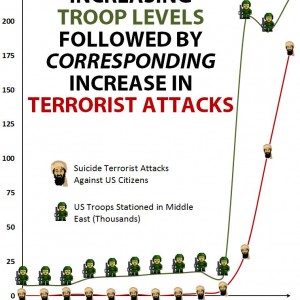 INCREASING
TROOP LEVELS
FOLLOWED BY
CORRESPONDING
INCREASE IN
TERRORIST ATTACKS
200
175
150
125
100
75
50
25
0
Suicide Terrorist Attacks
Against US Citizens
US Troops Stationed in Middle
East (Thousands)